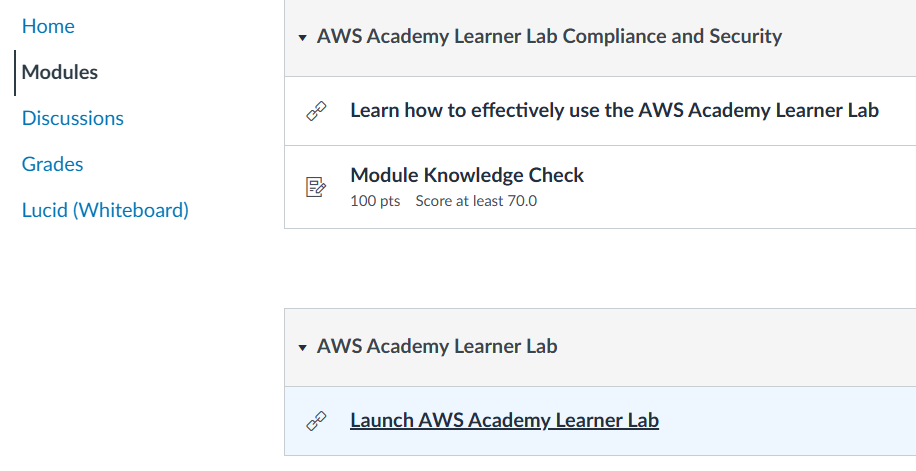 Home
Modules
Discussions
Grades
Lucid (Whiteboard)
AWS Academy Learner Lab Compliance and Security
Learn how to effectively use the AWS Academy Learner Lab
Module Knowledge Check
100 pts Score at least 70.0
AWS Academy Learner Lab
Launch AWS Academy Learner Lab